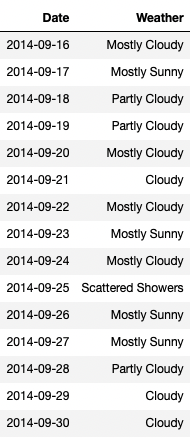 Date Weather
2014-09-16 Mostly Cloudy
2014-09-17 Mostly Sunny
2014-09-18 Partly Cloudy
2014-09-19 Partly Cloudy
2014-09-20 Mostly Cloudy
2014-09-21 Cloudy
2014-09-22 Mostly Cloudy
2014-09-23 Mostly Sunny
2014-09-24 Mostly Cloudy
2014-09-25 Scattered Showers
2014-09-26 Mostly Sunny
2014-09-27 Mostly Sunny
2014-09-28 Partly Cloudy
2014-09-29 Cloudy
2014-09-30 Cloudy